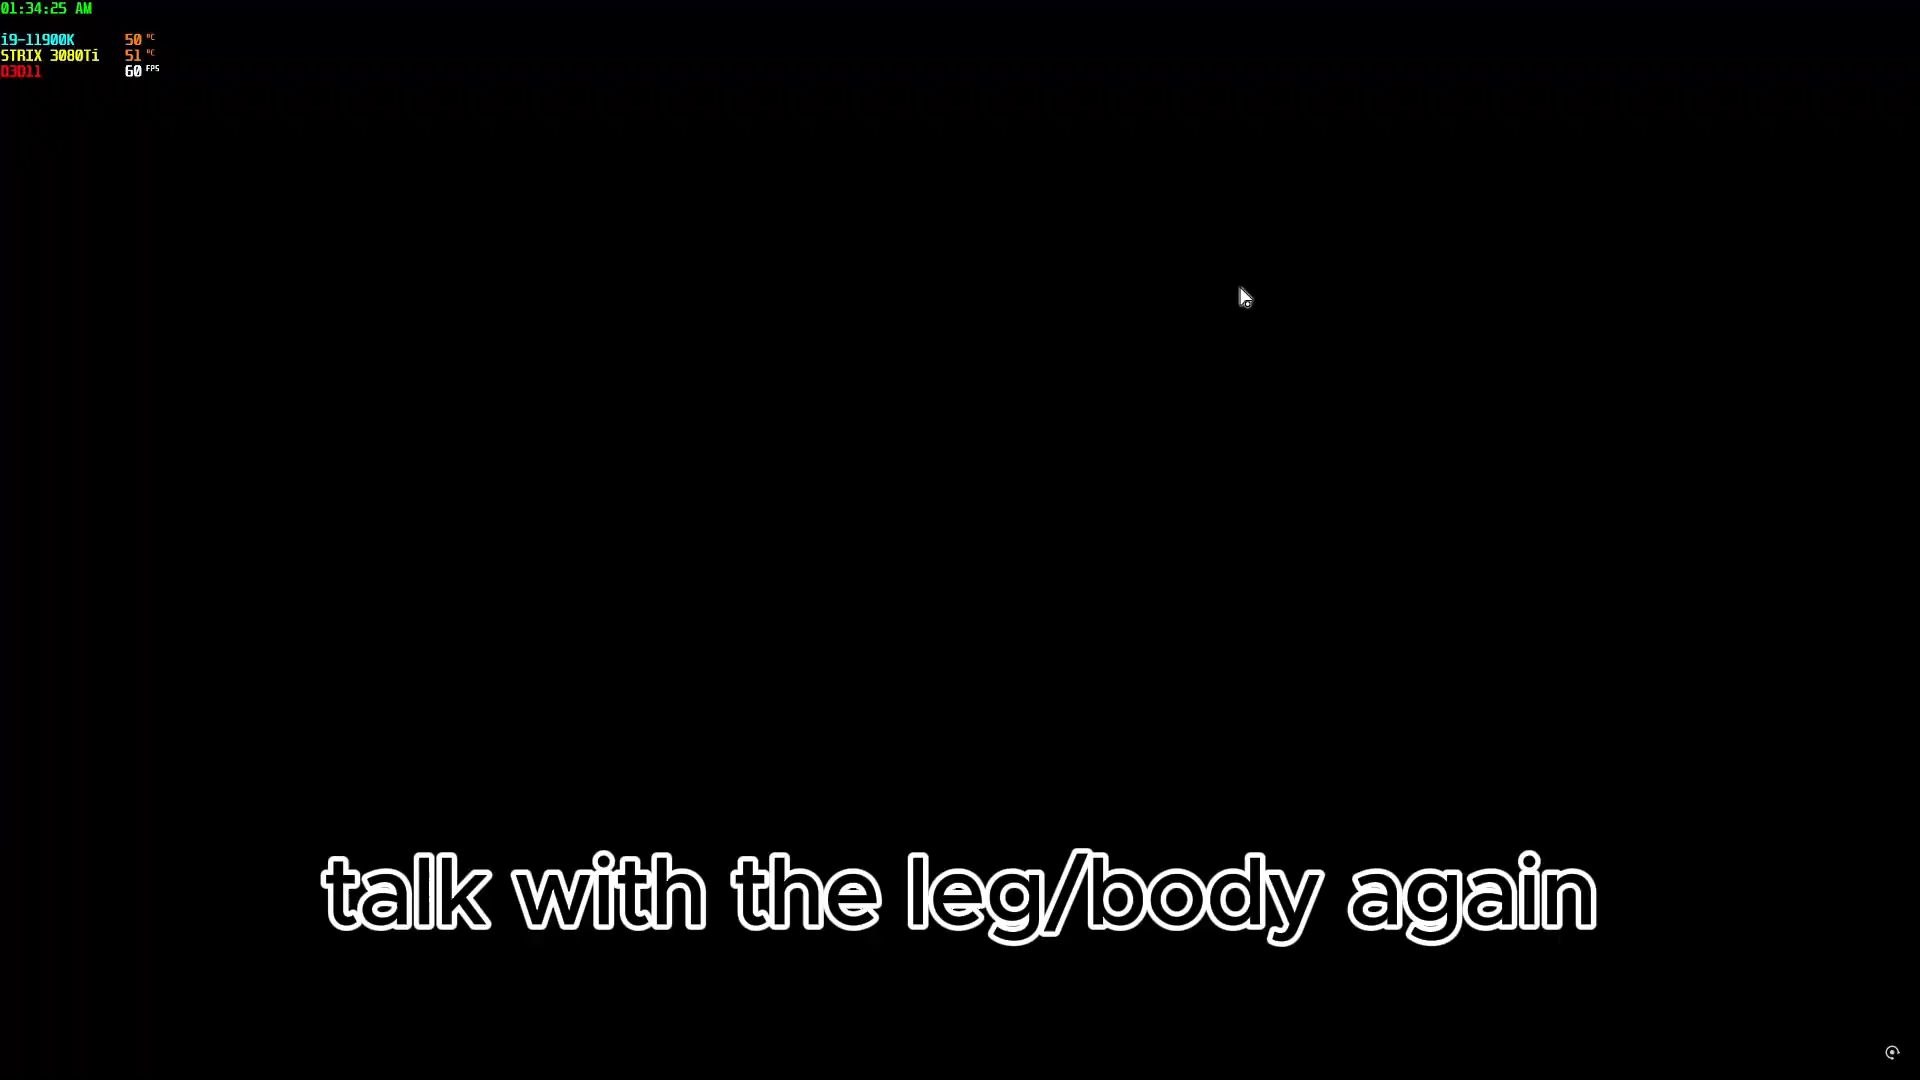 01:34:25 AM
i9-11900K 50 °C
STRIX 3080Ti 51 °C
D3D11 60 FPS
talk with the leg/body again